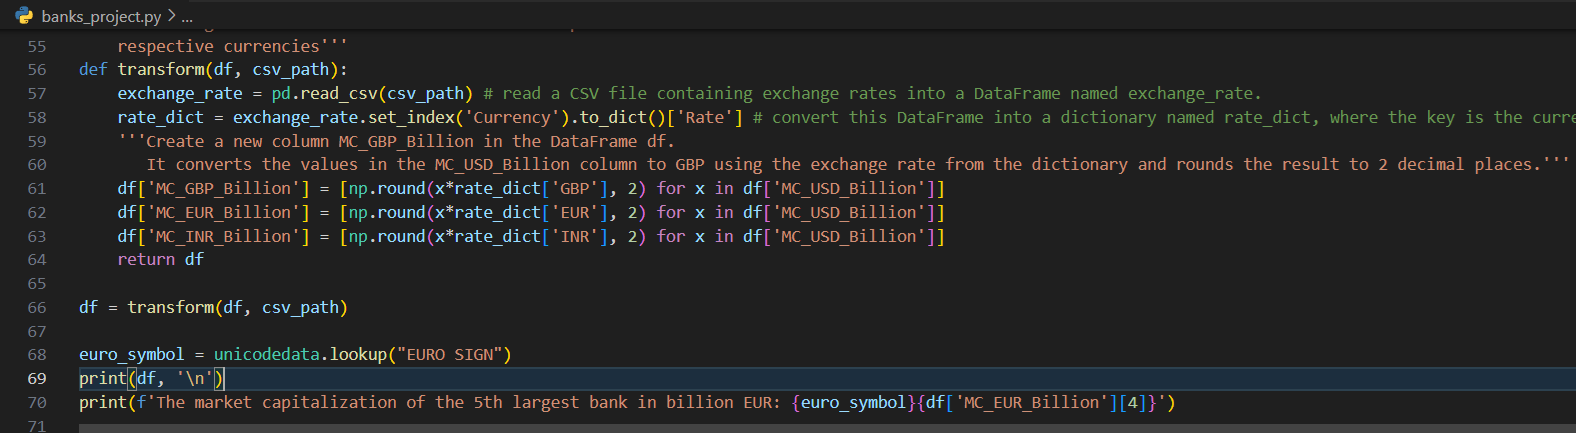 banks_project.py > ...
55 respective currencies'''
56 def transform(df, csv_path):
57 exchange_rate = pd.read_csv(csv_path) # read a CSV file containing exchange rates into a DataFrame named exchange_rate.
58 rate_dict = exchange_rate.set_index('Currency').to_dict()['Rate'] # convert this DataFrame into a dictionary named rate_dict, where the key is the curre
59 '''Create a new column MC_GBP_Billion in the DataFrame df.
60 It converts the values in the MC_USD_Billion column to GBP using the exchange rate from the dictionary and rounds the result to 2 decimal places.'''
61 df['MC_GBP_Billion'] = [np.round(x*rate_dict['GBP'], 2) for x in df['MC_USD_Billion']]
62 df['MC_EUR_Billion'] = [np.round(x*rate_dict['EUR'], 2) for x in df['MC_USD_Billion']]
63 df['MC_INR_Billion'] = [np.round(x*rate_dict['INR'], 2) for x in df['MC_USD_Billion']]
64 return df
65
66 df = transform(df, csv_path)
67
68 euro_symbol = unicodedata.lookup("EURO SIGN")
69 print(df, '\n')
70 print(f'The market capitalization of the 5th largest bank in billion EUR: {euro_symbol}{df['MC_EUR_Billion'][4]}')
71